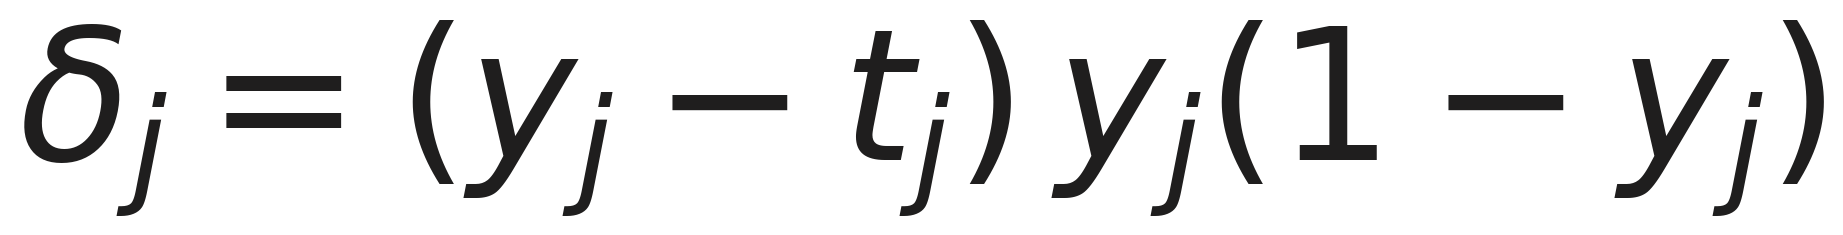 δ_j = (y_j − t_j) y_j(1 − y_j)